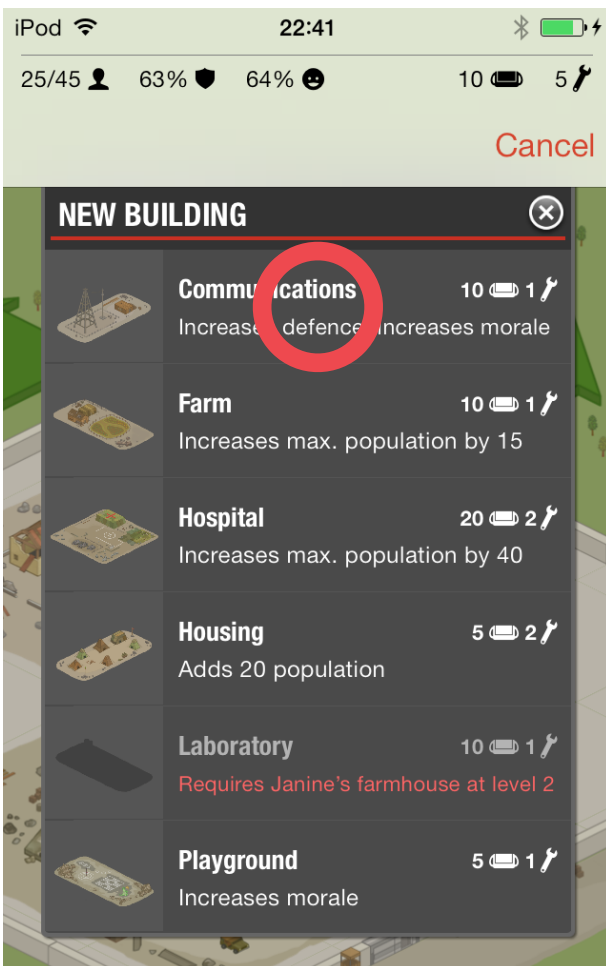 iPod 22:41
25/45 63% 64% 10 5
Cancel
NEW BUILDING
Communications 10 1
Increases defence, increases morale
Farm 10 1
Increases max. population by 15
Hospital 20 2
Increases max. population by 40
Housing 5 2
Adds 20 population
Laboratory 10 1
Requires Janine’s farmhouse at level 2
Playground 5 1
Increases morale